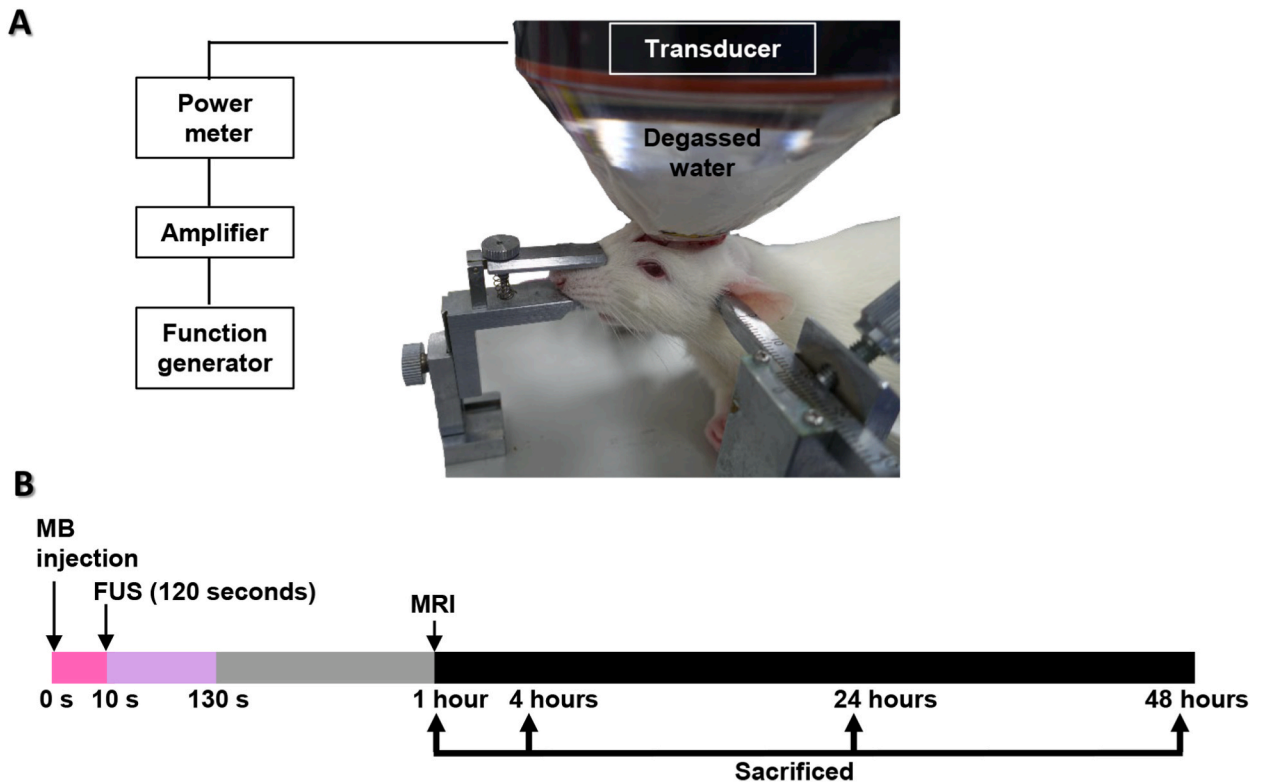 A
Transducer
Power
meter
Degassed
water
Amplifier
Function
generator
B
MB
injection
FUS (120 seconds)
MRI
0 s 10 s 130 s 1 hour 4 hours 24 hours 48 hours
Sacrificed